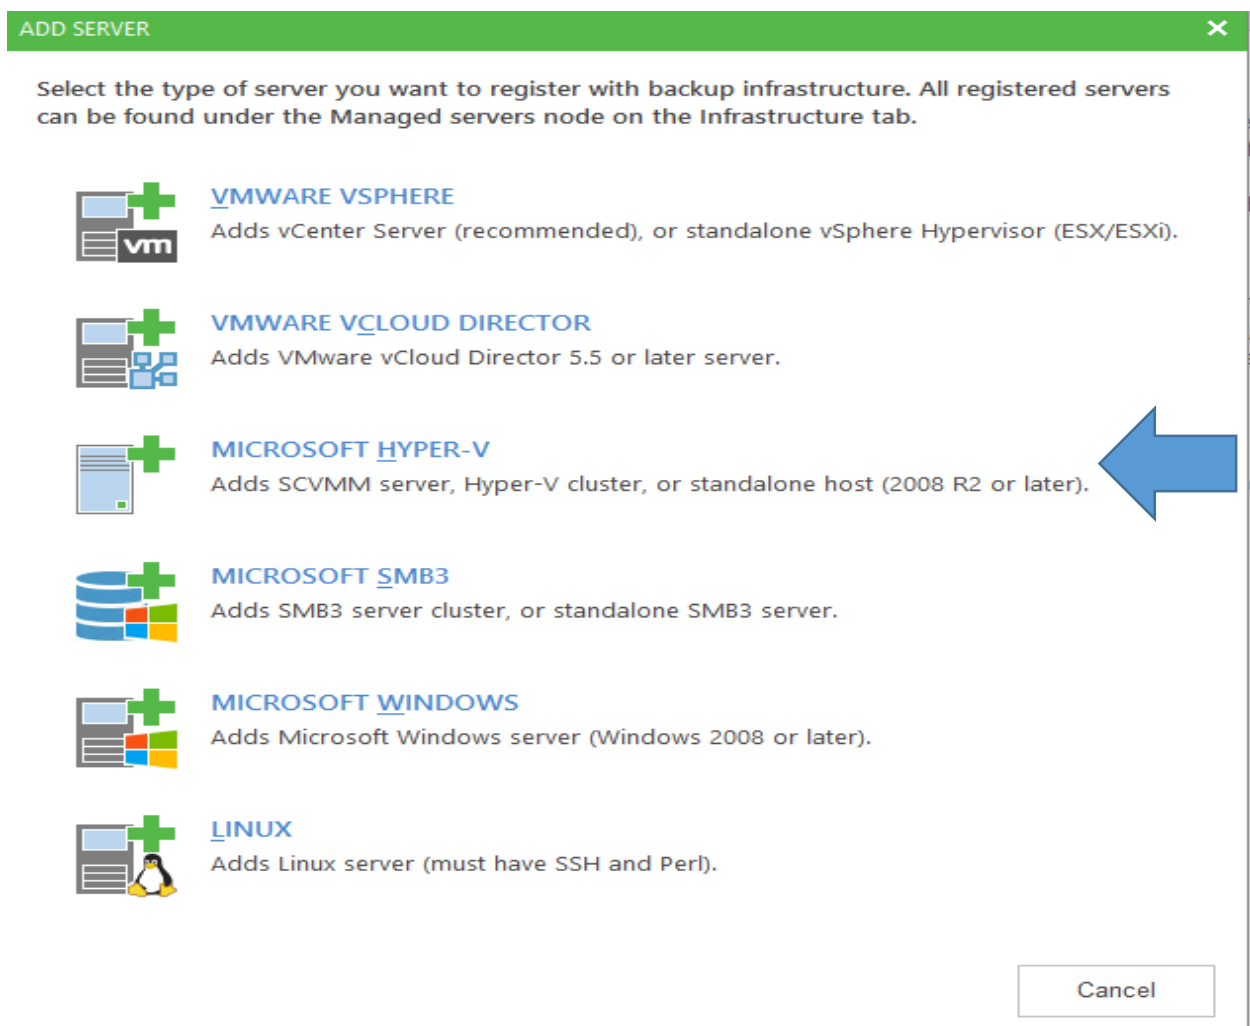 ADD SERVER
Select the type of server you want to register with backup infrastructure. All registered servers
can be found under the Managed servers node on the Infrastructure tab.
VMWARE VSPHERE
Adds vCenter Server (recommended), or standalone vSphere Hypervisor (ESX/ESXi).
vm
VMWARE VCLOUD DIRECTOR
Adds VMware vCloud Director 5.5 or later server.
MICROSOFT HYPER-V
Adds SCVMM server, Hyper-V cluster, or standalone host (2008 R2 or later).
MICROSOFT SMB3
Adds SMB3 server cluster, or standalone SMB3 server.
MICROSOFT WINDOWS
Adds Microsoft Windows server (Windows 2008 or later).
LINUX
Adds Linux server (must have SSH and Perl).
Cancel